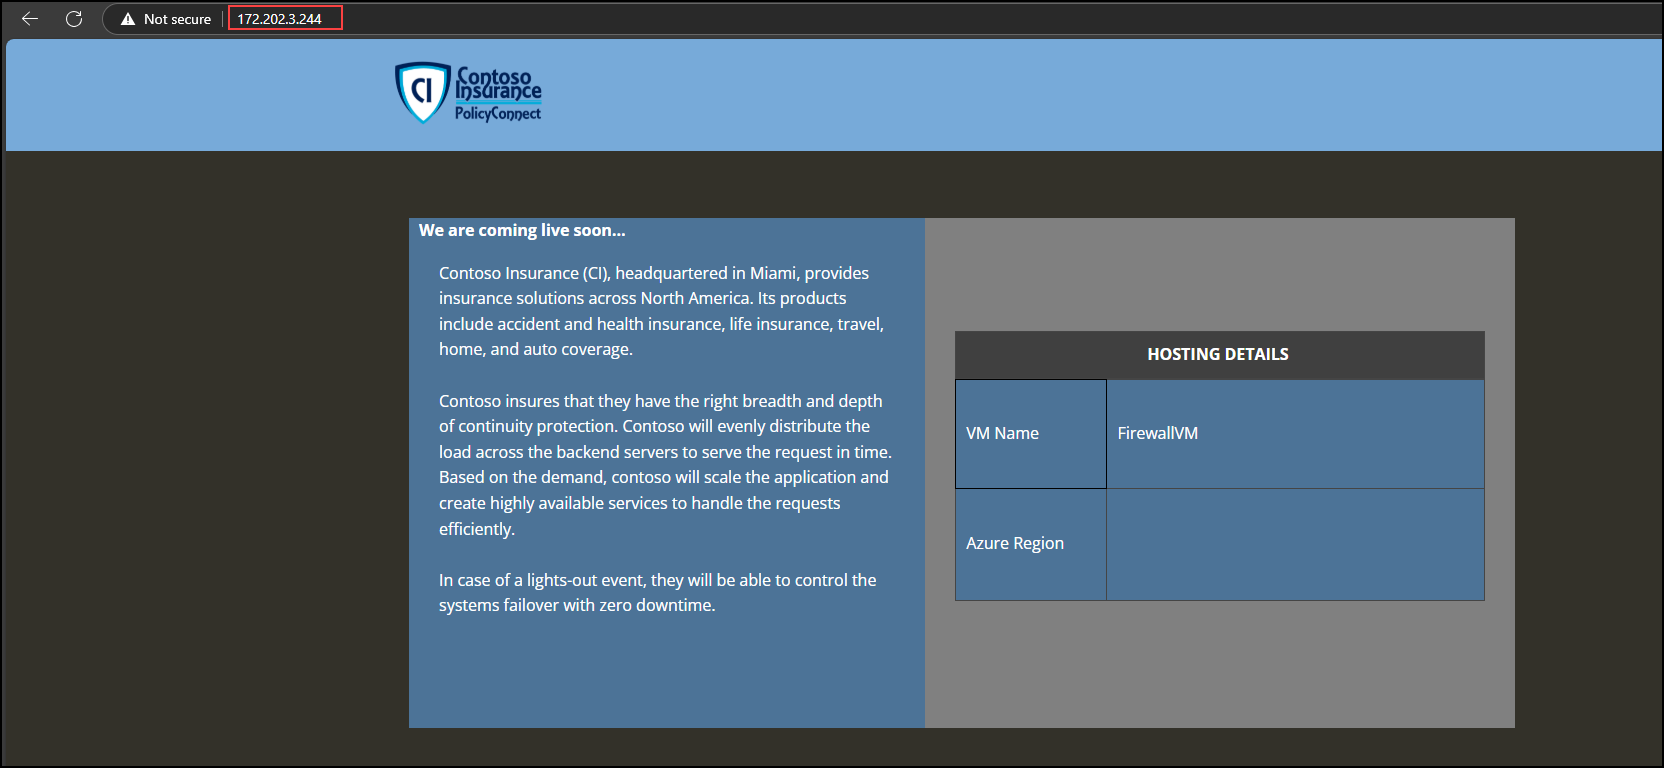 Not secure 172.202.3.244
CI
Contoso
Insurance
PolicyConnect
We are coming live soon...
Contoso Insurance (CI), headquartered in Miami, provides
insurance solutions across North America. Its products
include accident and health insurance, life insurance, travel,
home, and auto coverage.
Contoso insures that they have the right breadth and depth
of continuity protection. Contoso will evenly distribute the
load across the backend servers to serve the request in time.
Based on the demand, contoso will scale the application and
create highly available services to handle the requests
efficiently.
In case of a lights-out event, they will be able to control the
systems failover with zero downtime.
HOSTING DETAILS
VM Name FirewallVM
Azure Region